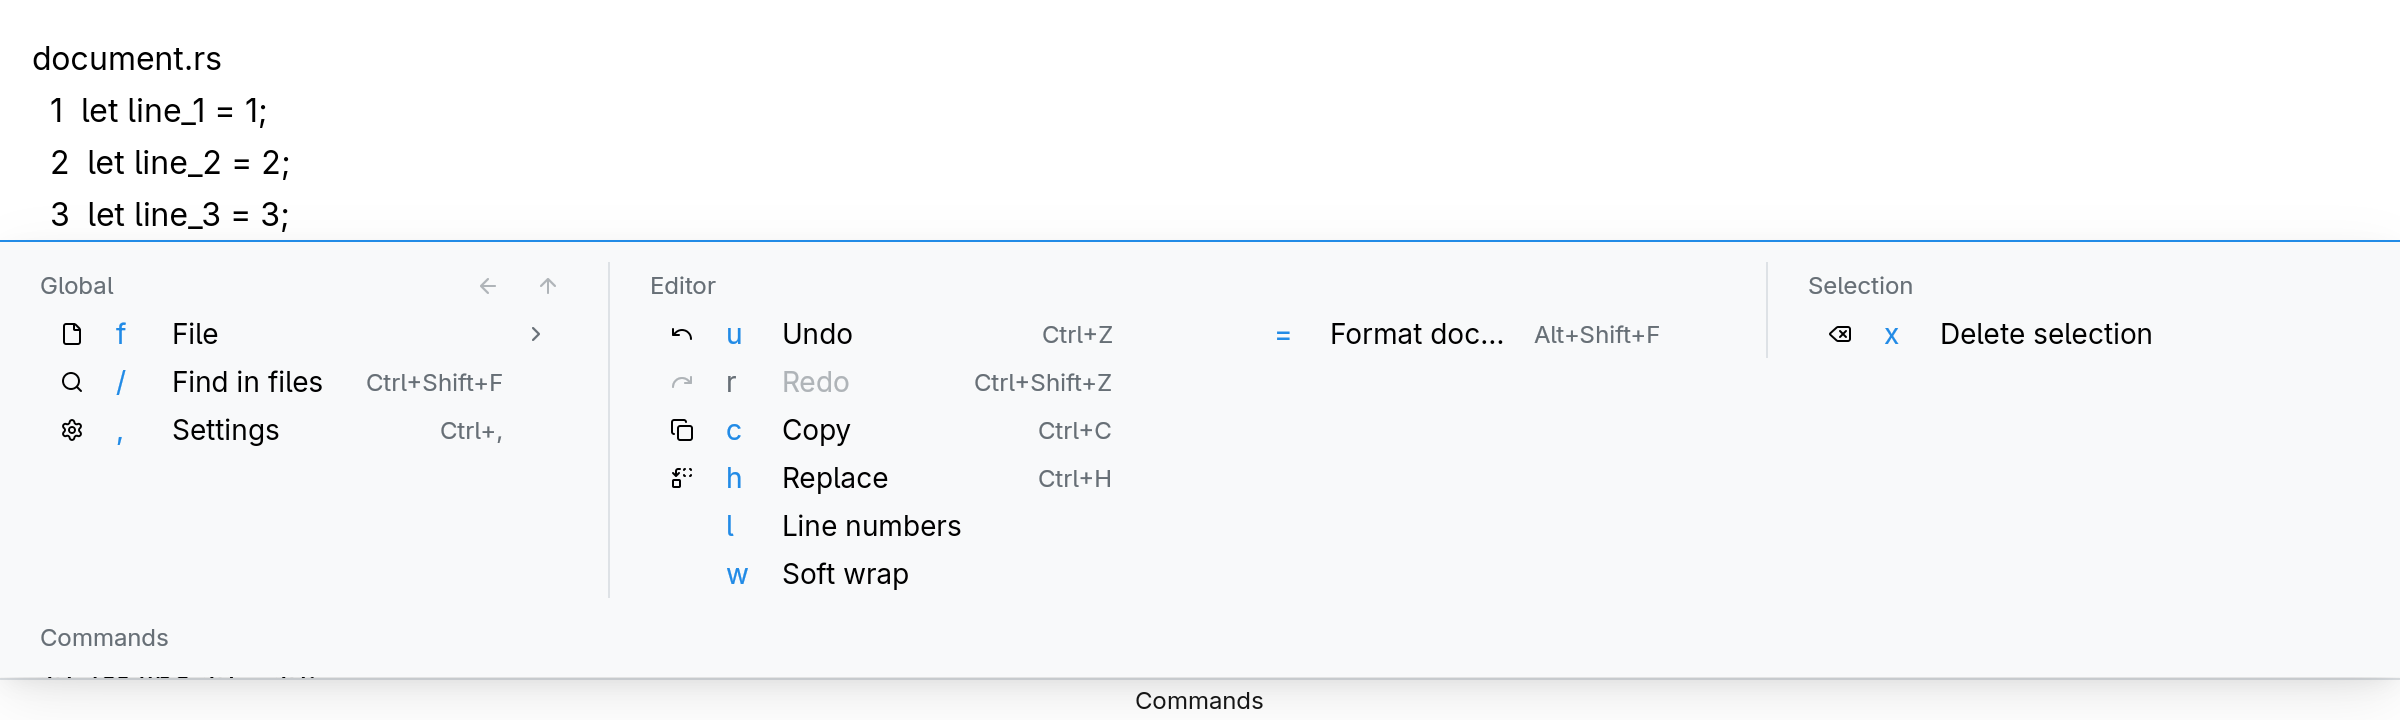 document.rs
1 let line_1 = 1;
2 let line_2 = 2;
3 let line_3 = 3;
Global
f File
/ Find in files Ctrl+Shift+F
, Settings Ctrl+,
Editor
u Undo Ctrl+Z
r Redo Ctrl+Shift+Z
c Copy Ctrl+C
h Replace Ctrl+H
l Line numbers
w Soft wrap
= Format doc... Alt+Shift+F
Selection
x Delete selection
Commands
Commands